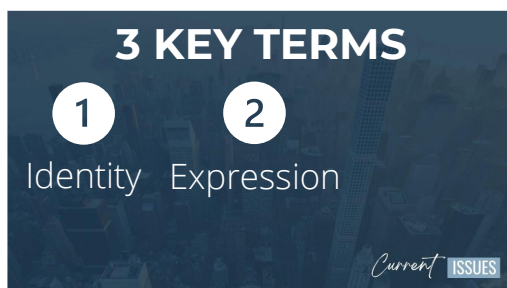 3 KEY TERMS
1 2
Identity Expression
Current ISSUES